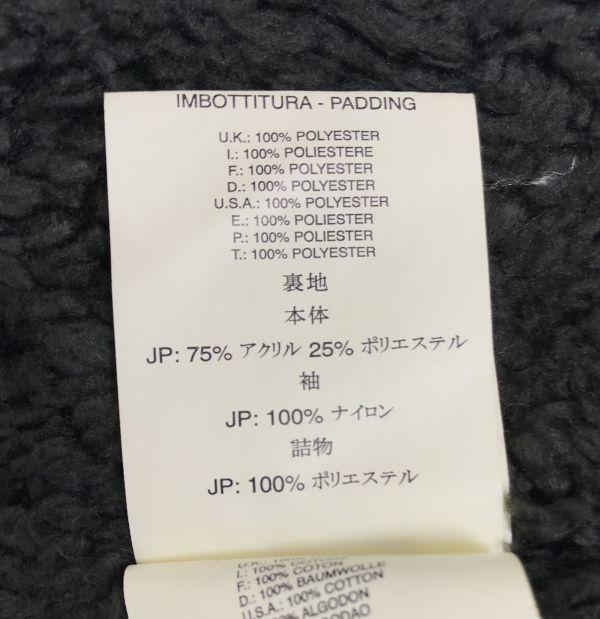 IMBOTTITURA - PADDING
U.K.: 100% POLYESTER
I.: 100% POLIESTERE
F.: 100% POLYESTER
D.: 100% POLYESTER
U.S.A.: 100% POLYESTER
E.: 100% POLIESTER
P.: 100% POLIESTER
T.: 100% POLYESTER
裏地
本体
JP: 75% アクリル 25% ポリエステル
袖
JP: 100% ナイロン
詰物
JP: 100% ポリエステル
U.K.: 100%
I.: 100% COTONE
F.: 100% COTON
D.: 100% BAUMWOLLE
U.S.A.: 100% COTTON
ALGODON